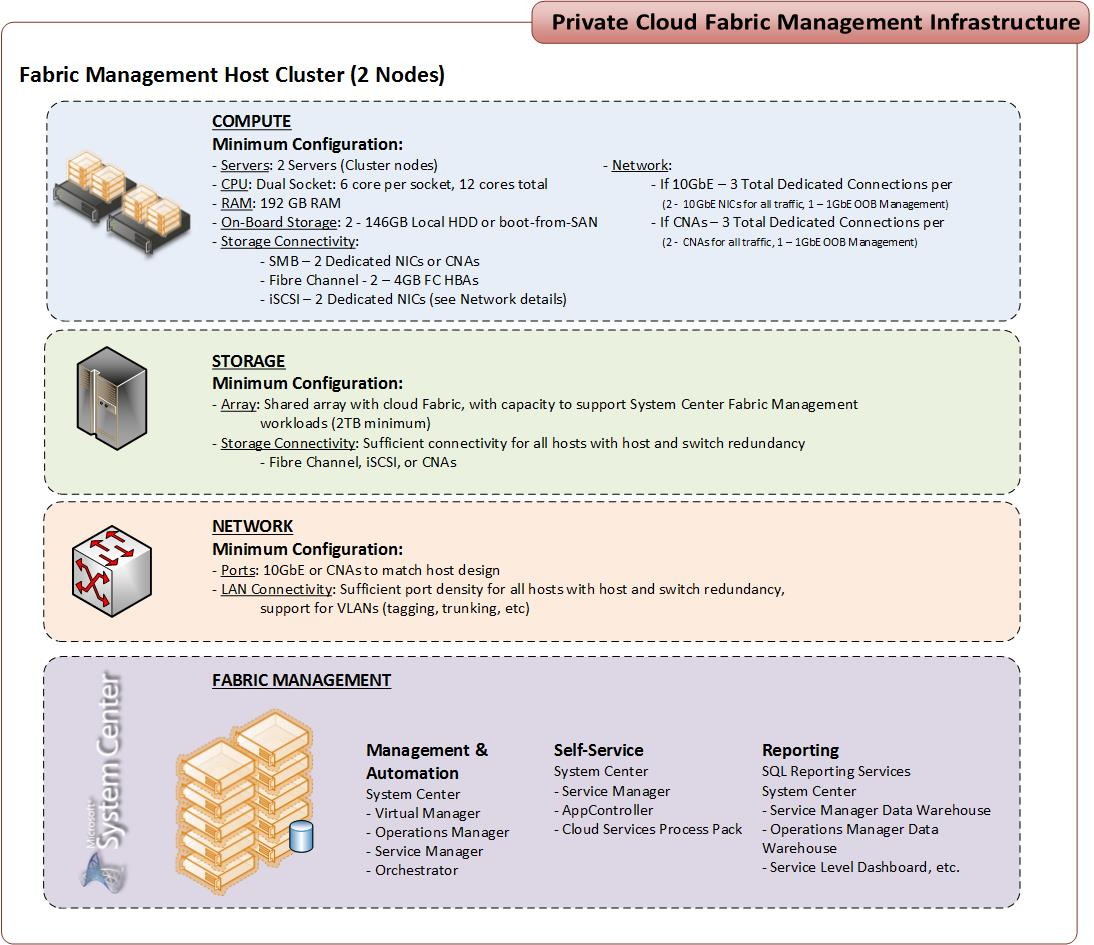 Private Cloud Fabric Management Infrastructure
Fabric Management Host Cluster (2 Nodes)
COMPUTE
Minimum Configuration:
- Servers: 2 Servers (Cluster nodes)
- CPU: Dual Socket: 6 core per socket, 12 cores total
- RAM: 192 GB RAM
- On-Board Storage: 2 - 146GB Local HDD or boot-from-SAN
- Storage Connectivity:
- SMB – 2 Dedicated NICs or CNAs
- Fibre Channel - 2 – 4GB FC HBAs
- iSCSI – 2 Dedicated NICs (see Network details)
- Network:
- If 10GbE – 3 Total Dedicated Connections per
(2 - 10GbE NICs for all traffic, 1 – 1GbE OOB Management)
- If CNAs – 3 Total Dedicated Connections per
(2 - CNAs for all traffic, 1 – 1GbE OOB Management)
STORAGE
Minimum Configuration:
- Array: Shared array with cloud Fabric, with capacity to support System Center Fabric Management
workloads (2TB minimum)
- Storage Connectivity: Sufficient connectivity for all hosts with host and switch redundancy
- Fibre Channel, iSCSI, or CNAs
NETWORK
Minimum Configuration:
- Ports: 10GbE or CNAs to match host design
- LAN Connectivity: Sufficient port density for all hosts with host and switch redundancy,
support for VLANs (tagging, trunking, etc)
FABRIC MANAGEMENT
Microsoft
System Center
Management &
Automation
System Center
- Virtual Manager
- Operations Manager
- Service Manager
- Orchestrator
Self-Service
System Center
- Service Manager
- AppController
- Cloud Services Process Pack
Reporting
SQL Reporting Services
System Center
- Service Manager Data Warehouse
- Operations Manager Data
Warehouse
- Service Level Dashboard, etc.